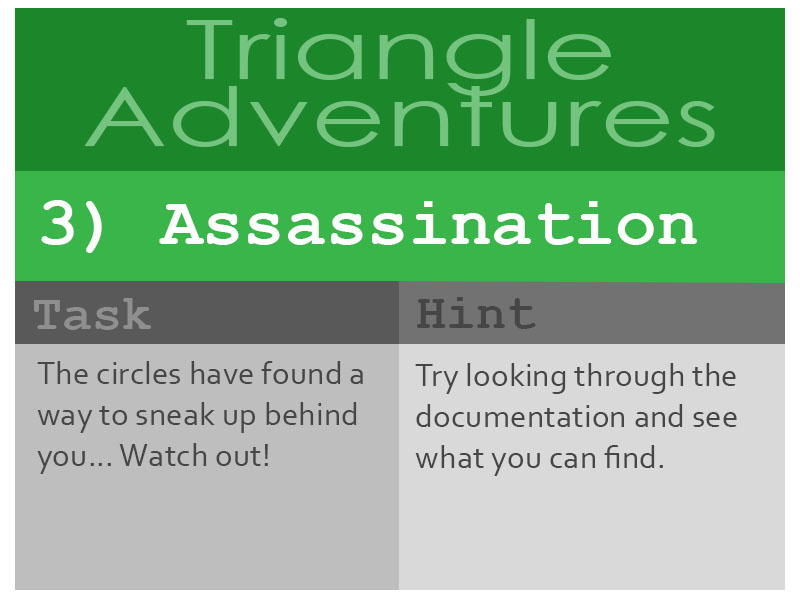 Triangle
Adventures
3) Assassination
Task
The circles have found a
way to sneak up behind
you... Watch out!
Hint
Try looking through the
documentation and see
what you can find.